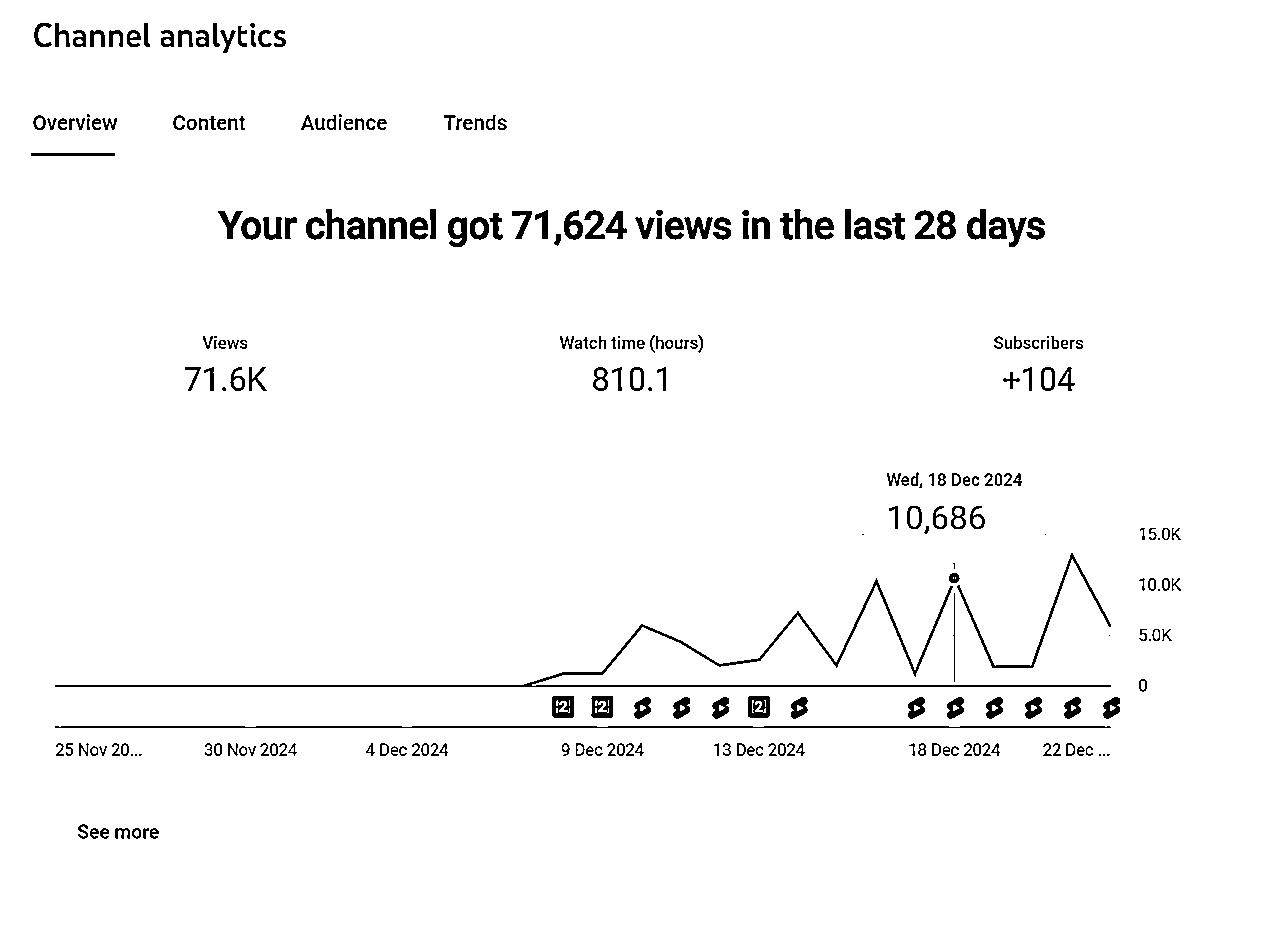 Channel analytics
Overview Content Audience Trends
Your channel got 71,624 views in the last 28 days
Views Watch time (hours) Subscribers
71.6K 810.1 +104
Wed, 18 Dec 2024
10,686
15.0K
10.0K
5.0K
0
2 2 2
25 Nov 20... 30 Nov 2024 4 Dec 2024 9 Dec 2024 13 Dec 2024 18 Dec 2024 22 Dec ...
See more